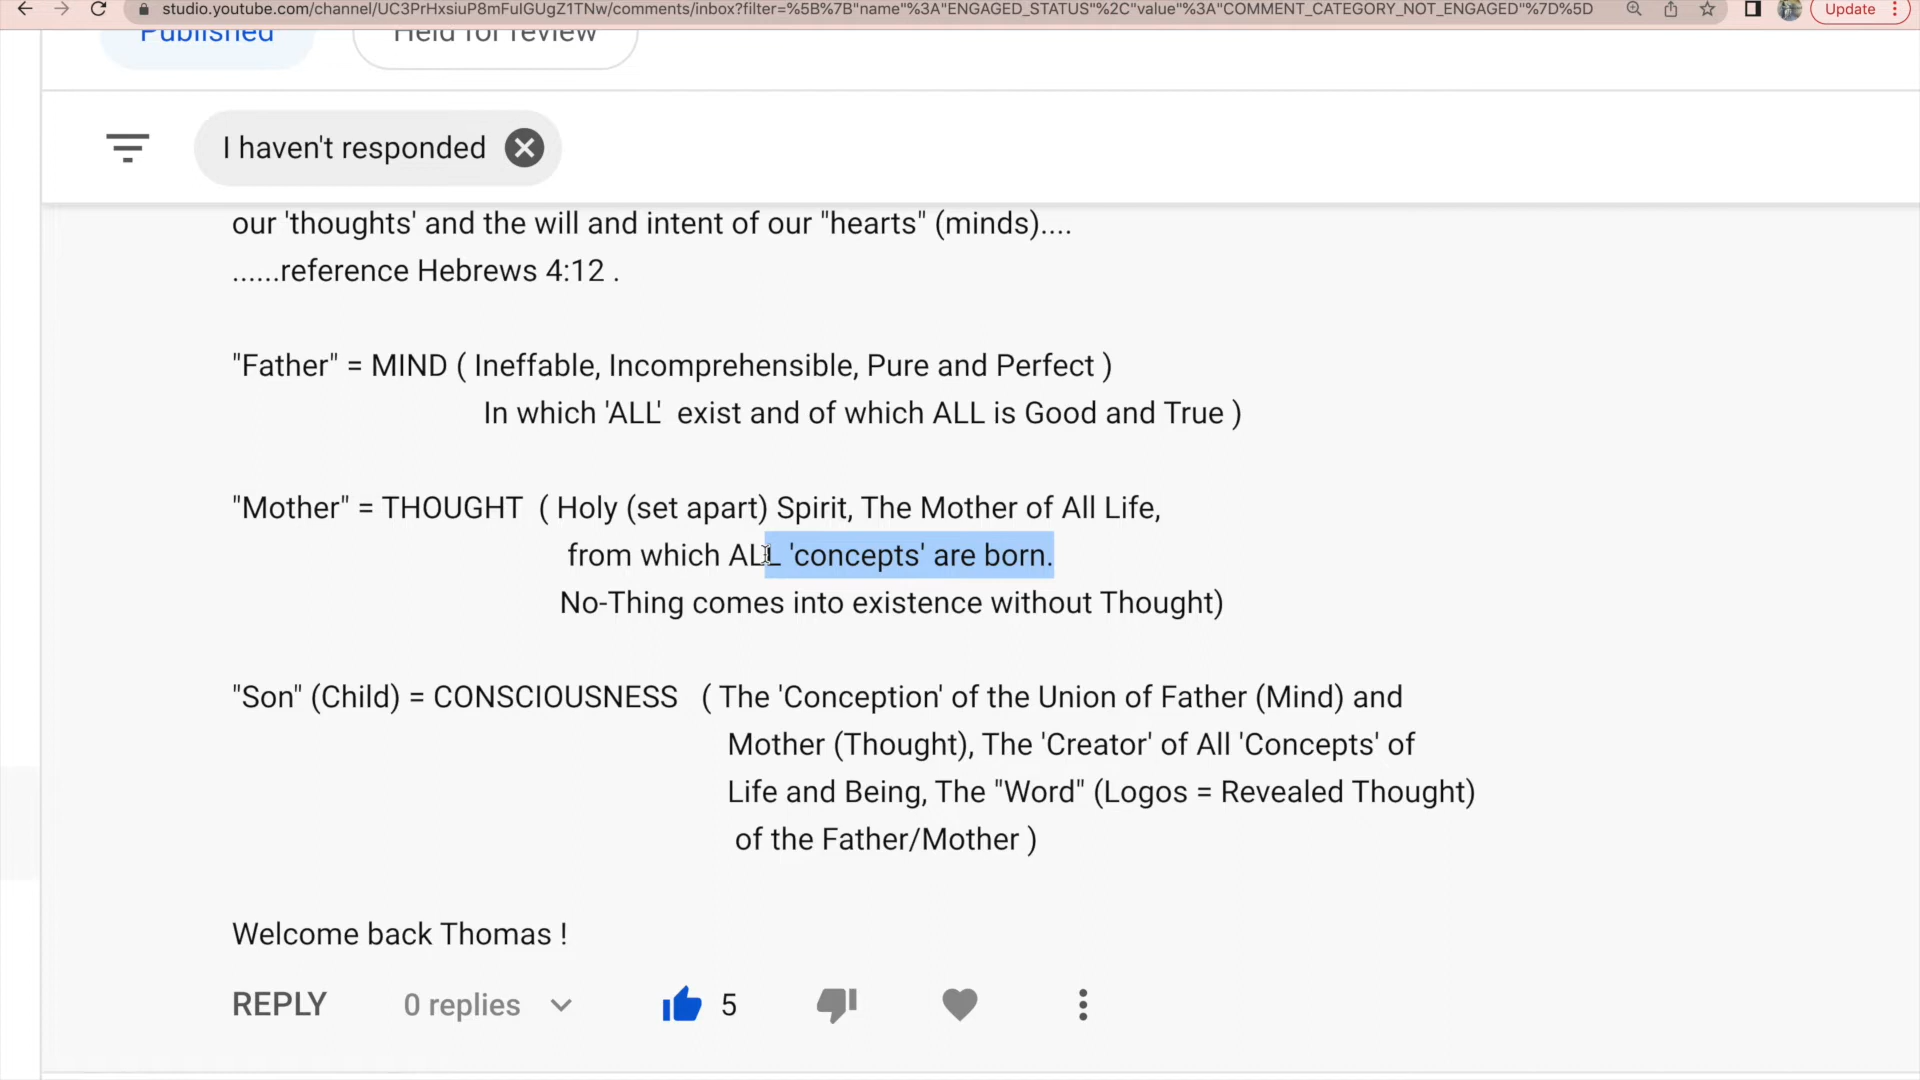 studio.youtube.com/channel/UC3PrHxsiuP8mFuIGUgZ1TNw/comments/inbox?filter=%5B%7B"name"%3A"ENGAGED_STATUS"%2C"value"%3A"COMMENT_CATEGORY_NOT_ENGAGED"%7D%5D
Update
Published
Held for review
I haven't responded
our 'thoughts' and the will and intent of our "hearts" (minds)....
......reference Hebrews 4:12 .
"Father" = MIND ( Ineffable, Incomprehensible, Pure and Perfect )
In which 'ALL'  exist and of which ALL is Good and True )
"Mother" = THOUGHT  ( Holy (set apart) Spirit, The Mother of All Life,
from which ALL 'concepts' are born.
No-Thing comes into existence without Thought)
"Son" (Child) = CONSCIOUSNESS   ( The 'Conception' of the Union of Father (Mind) and
Mother (Thought), The 'Creator' of All 'Concepts' of
Life and Being, The "Word" (Logos = Revealed Thought)
of the Father/Mother )
Welcome back Thomas !
REPLY
0 replies
5